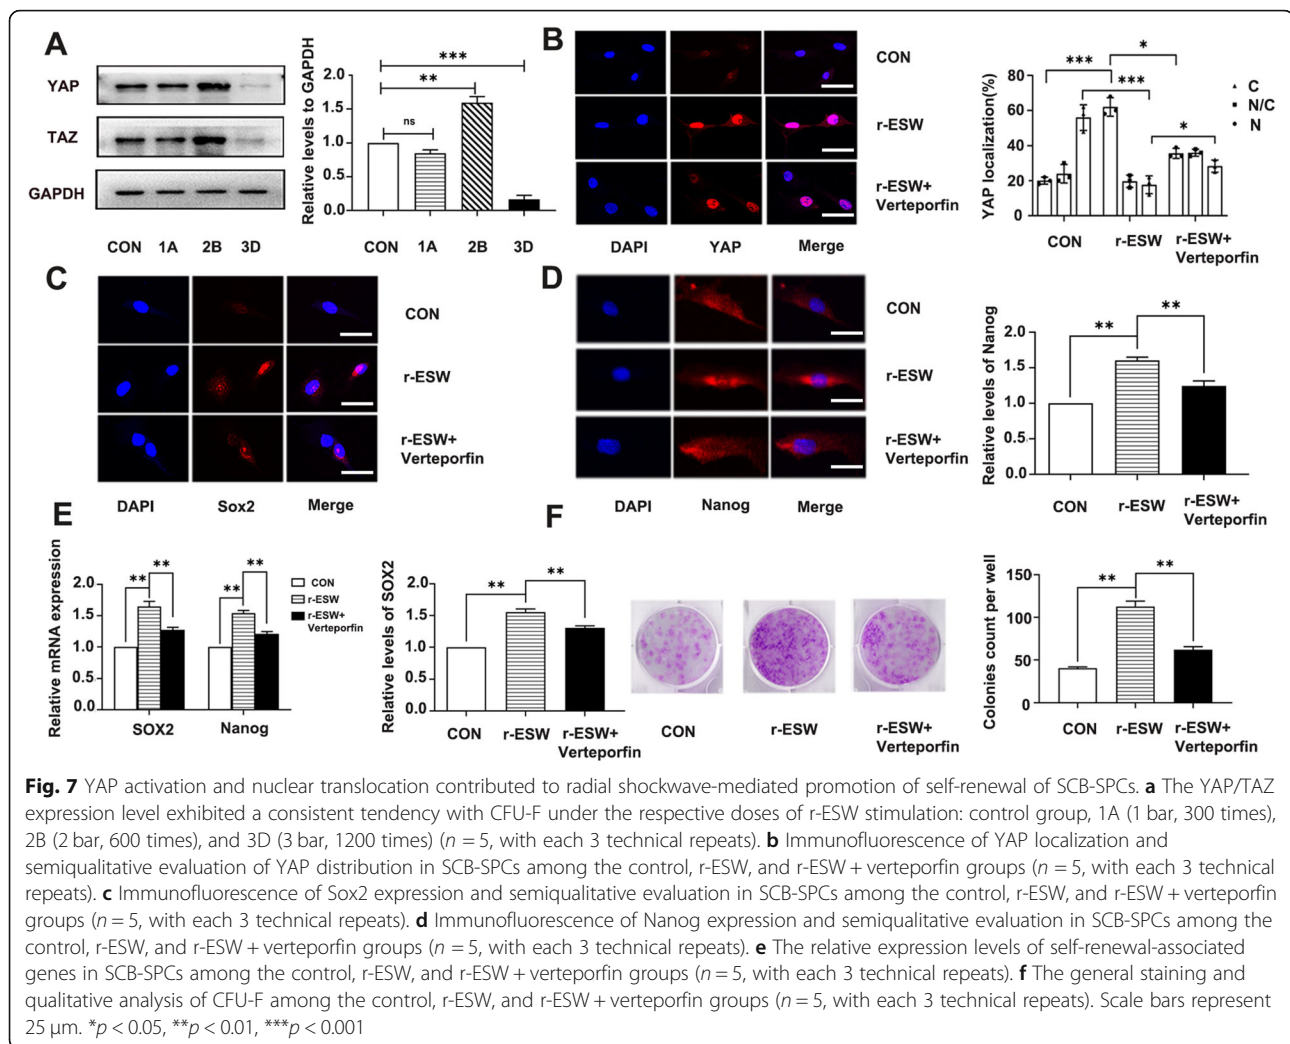 A
YAP
TAZ
GAPDH
CON 1A 2B 3D
Relative levels to GAPDH
2.0
1.5
1.0
0.5
0.0
ns
**
***
CON 1A 2B 3D
B
CON
r-ESW
r-ESW+
Verteporfin
DAPI YAP Merge
YAP localization(%)
80
60
40
20
0
***
***
*
*
C
N/C
N
CON r-ESW r-ESW+
Verteporfin
C
CON
r-ESW
r-ESW+
Verteporfin
DAPI Sox2 Merge
D
CON
r-ESW
r-ESW+
Verteporfin
DAPI Nanog Merge
Relative levels of Nanog
2.0
1.5
1.0
0.5
0.0
** **
CON r-ESW r-ESW+
Verteporfin
E
Relative mRNA expression
2.0
1.5
1.0
0.5
0.0
** ** ** **
SOX2 Nanog
CON
r-ESW
r-ESW+
Verteporfin
Relative levels of SOX2
2.0
1.5
1.0
0.5
0.0
** **
CON r-ESW r-ESW+
Verteporfin
F
CON r-ESW r-ESW+
Verteporfin
Colonies count per well
150
100
50
0
** **
CON r-ESW r-ESW+
Verteporfin
Fig. 7 YAP activation and nuclear translocation contributed to radial shockwave-mediated promotion of self-renewal of SCB-SPCs. a The YAP/TAZ
expression level exhibited a consistent tendency with CFU-F under the respective doses of r-ESW stimulation: control group, 1A (1 bar, 300 times),
2B (2 bar, 600 times), and 3D (3 bar, 1200 times) (n = 5, with each 3 technical repeats). b Immunofluorescence of YAP localization and
semiqualitative evaluation of YAP distribution in SCB-SPCs among the control, r-ESW, and r-ESW + verteporfin groups (n = 5, with each 3 technical
repeats). c Immunofluorescence of Sox2 expression and semiqualitative evaluation in SCB-SPCs among the control, r-ESW, and r-ESW + verteporfin
groups (n = 5, with each 3 technical repeats). d Immunofluorescence of Nanog expression and semiqualitative evaluation in SCB-SPCs among the
control, r-ESW, and r-ESW + verteporfin groups (n = 5, with each 3 technical repeats). e The relative expression levels of self-renewal-associated
genes in SCB-SPCs among the control, r-ESW, and r-ESW + verteporfin groups (n = 5, with each 3 technical repeats). f The general staining and
qualitative analysis of CFU-F among the control, r-ESW, and r-ESW + verteporfin groups (n = 5, with each 3 technical repeats). Scale bars represent
25 μm. *p < 0.05, **p < 0.01, ***p < 0.001